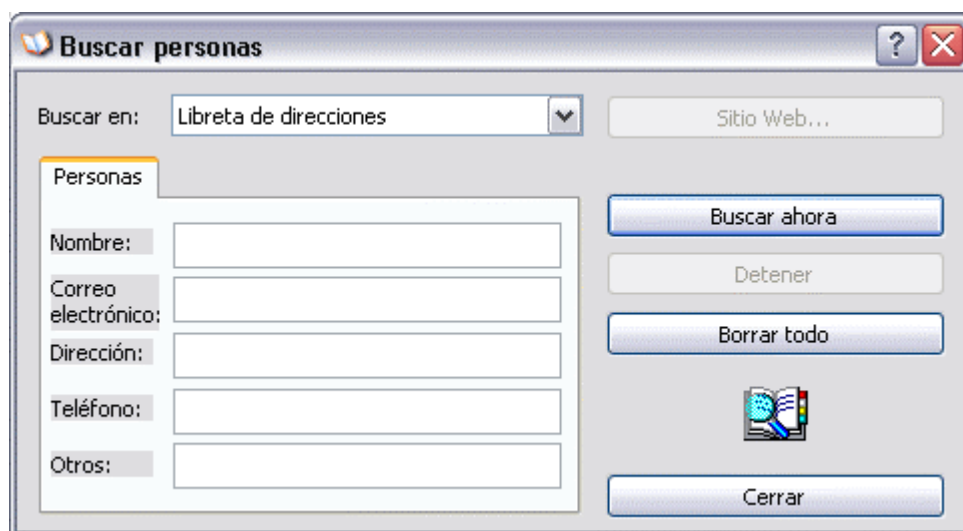 Buscar personas
?
Buscar en:
Libreta de direcciones
Sitio Web...
Personas
Nombre:
Correo
electrónico:
Dirección:
Teléfono:
Otros:
Buscar ahora
Detener
Borrar todo
Cerrar